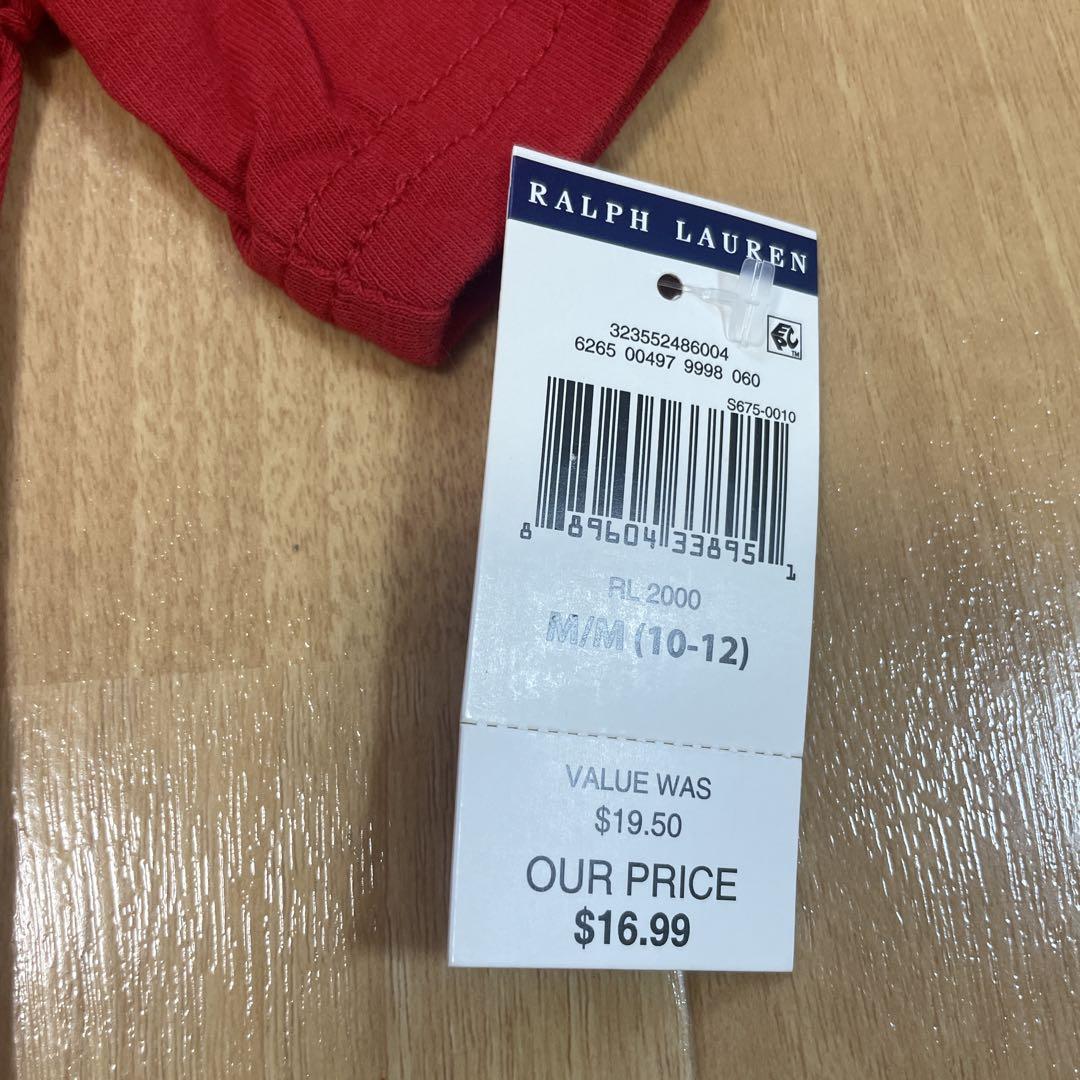 RALPH LAUREN
323552486004
6265 00497 9998 060
EPC™
S675-0010
8 89604 33895 1
RL 2000
M/M (10-12)
VALUE WAS
$19.50
OUR PRICE
$16.99